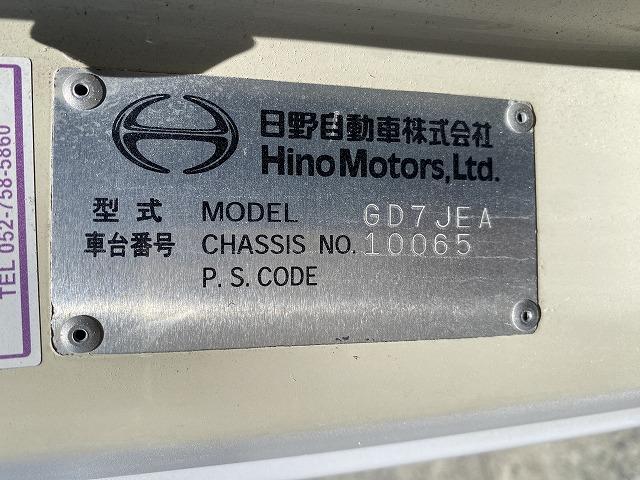 日野自動車株式会社
Hino Motors, Ltd.
型式 MODEL GD7JEA
車台番号 CHASSIS NO. 10065
P.S.CODE
TEL 052-758-5860